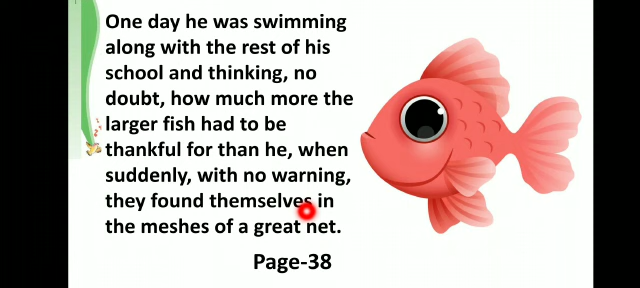 One day he was swimming
along with the rest of his
school and thinking, no
doubt, how much more the
larger fish had to be
thankful for than he, when
suddenly, with no warning,
they found themselves in
the meshes of a great net.
Page-38